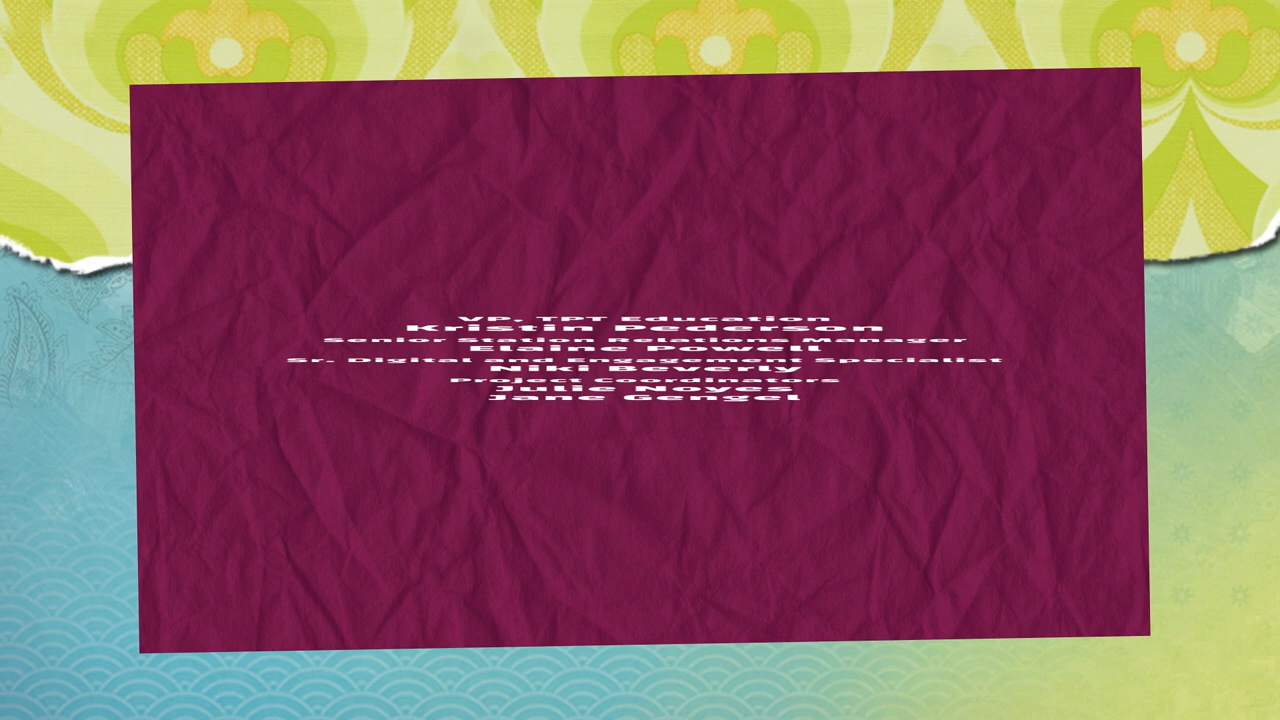 VP, TPT Education
Kristin Pederson
Senior Station Relations Manager
Elaine Powell
Sr. Digital and Engagement Specialist
Niki Beverly
Project Coordinators
Julie Noyes
Jane Gengel